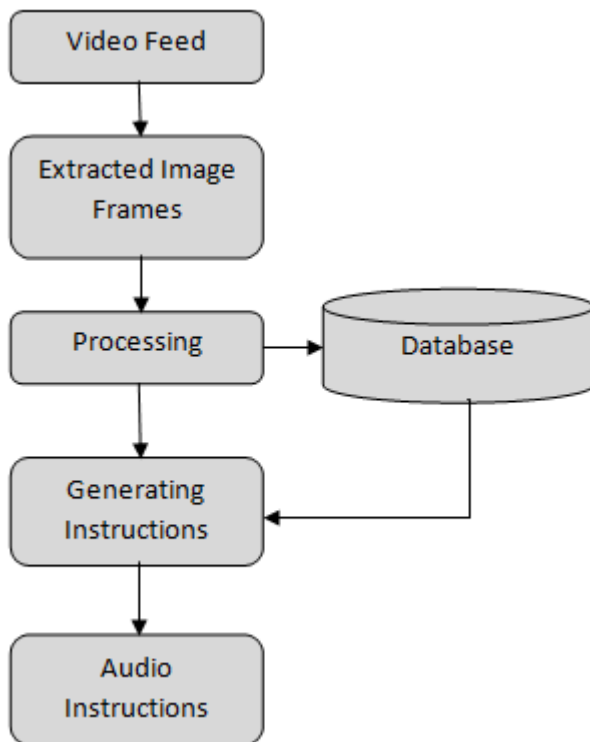 Video Feed
Extracted Image
Frames
Processing
Database
Generating
Instructions
Audio
Instructions